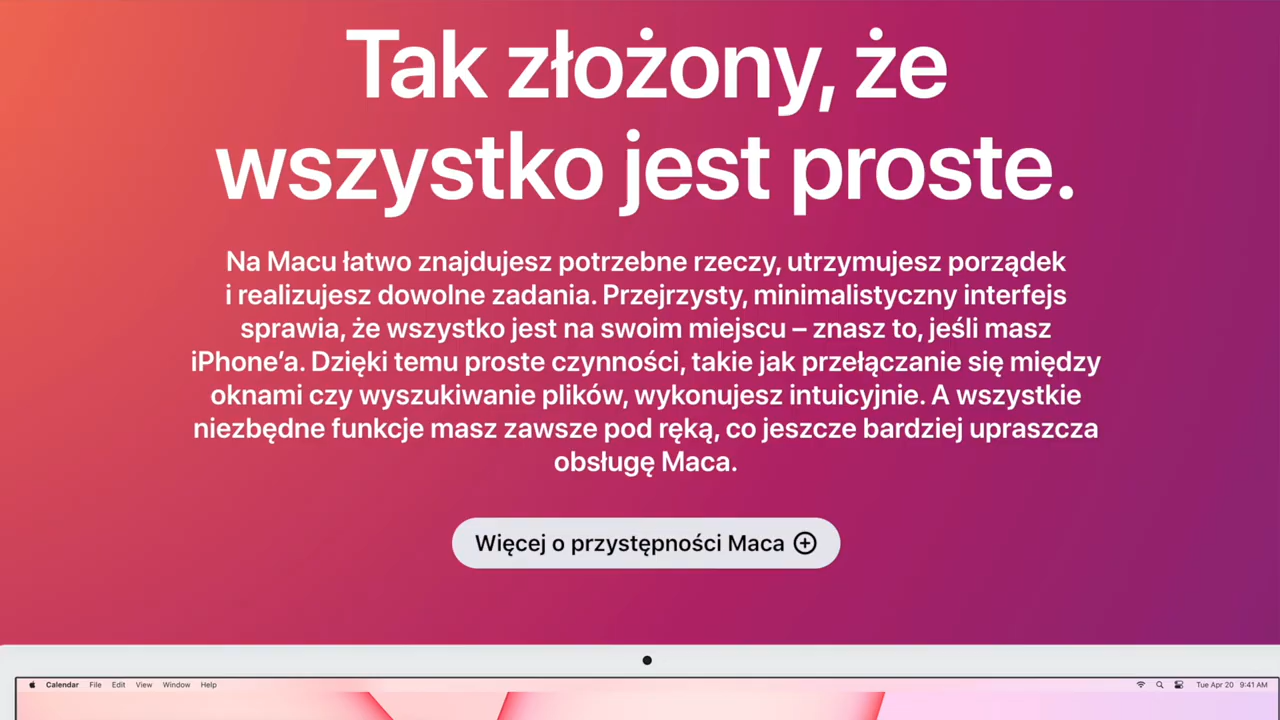 Tak złożony, że
wszystko jest proste.
Na Macu łatwo znajdujesz potrzebne rzeczy, utrzymujesz porządek
i realizujesz dowolne zadania. Przejrzysty, minimalistyczny interfejs
sprawia, że wszystko jest na swoim miejscu – znasz to, jeśli masz
iPhone’a. Dzięki temu proste czynności, takie jak przełączanie się między
oknami czy wyszukiwanie plików, wykonujesz intuicyjnie. A wszystkie
niezbędne funkcje masz zawsze pod ręką, co jeszcze bardziej upraszcza
obsługę Maca.
Więcej o przystępności Maca
Calendar File Edit View Window Help Tue Apr 20 9:41 AM